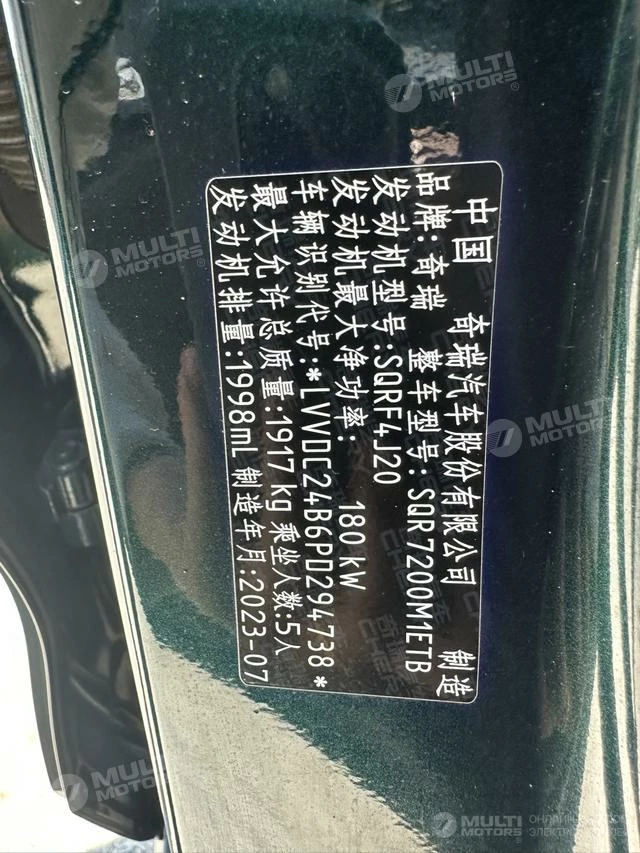 中国 奇瑞汽车股份有限公司 制造
品牌:奇瑞 整车型号:SQR7200M1ETB
发动机型号:SQRF4J20
发动机最大净功率: 180 kW
车辆识别代号:*LVVDC24B6PD294738*
最大允许总质量:1917 kg 乘坐人数:5人
发动机排量:1998mL 制造年月:2023-07
MULTI
MOTORS®
MULTI
MOTORS
MULTI
MOTORS
MULTI
MOTORS
MULTI
MOTORS